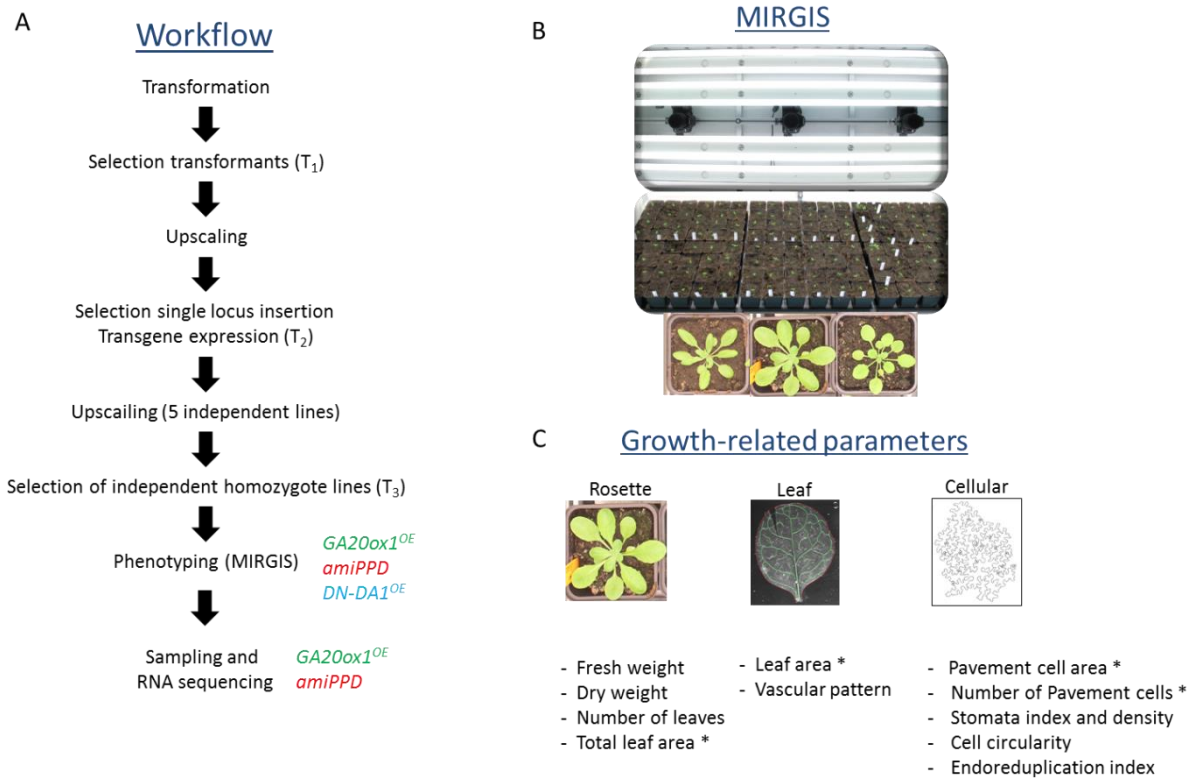 A
Workflow
Transformation
Selection transformants (T1)
Upscaling
Selection single locus insertion
Transgene expression (T2)
Upscailing (5 independent lines)
Selection of independent homozygote lines (T3)
Phenotyping (MIRGIS)
GA20ox1OE
amiPPD
DN-DA1OE
Sampling and
RNA sequencing
GA20ox1OE
amiPPD
B
MIRGIS
C
Growth-related parameters
Rosette
- Fresh weight
- Dry weight
- Number of leaves
- Total leaf area *
Leaf
- Leaf area *
- Vascular pattern
Cellular
- Pavement cell area *
- Number of Pavement cells *
- Stomata index and density
- Cell circularity
- Endoreduplication index